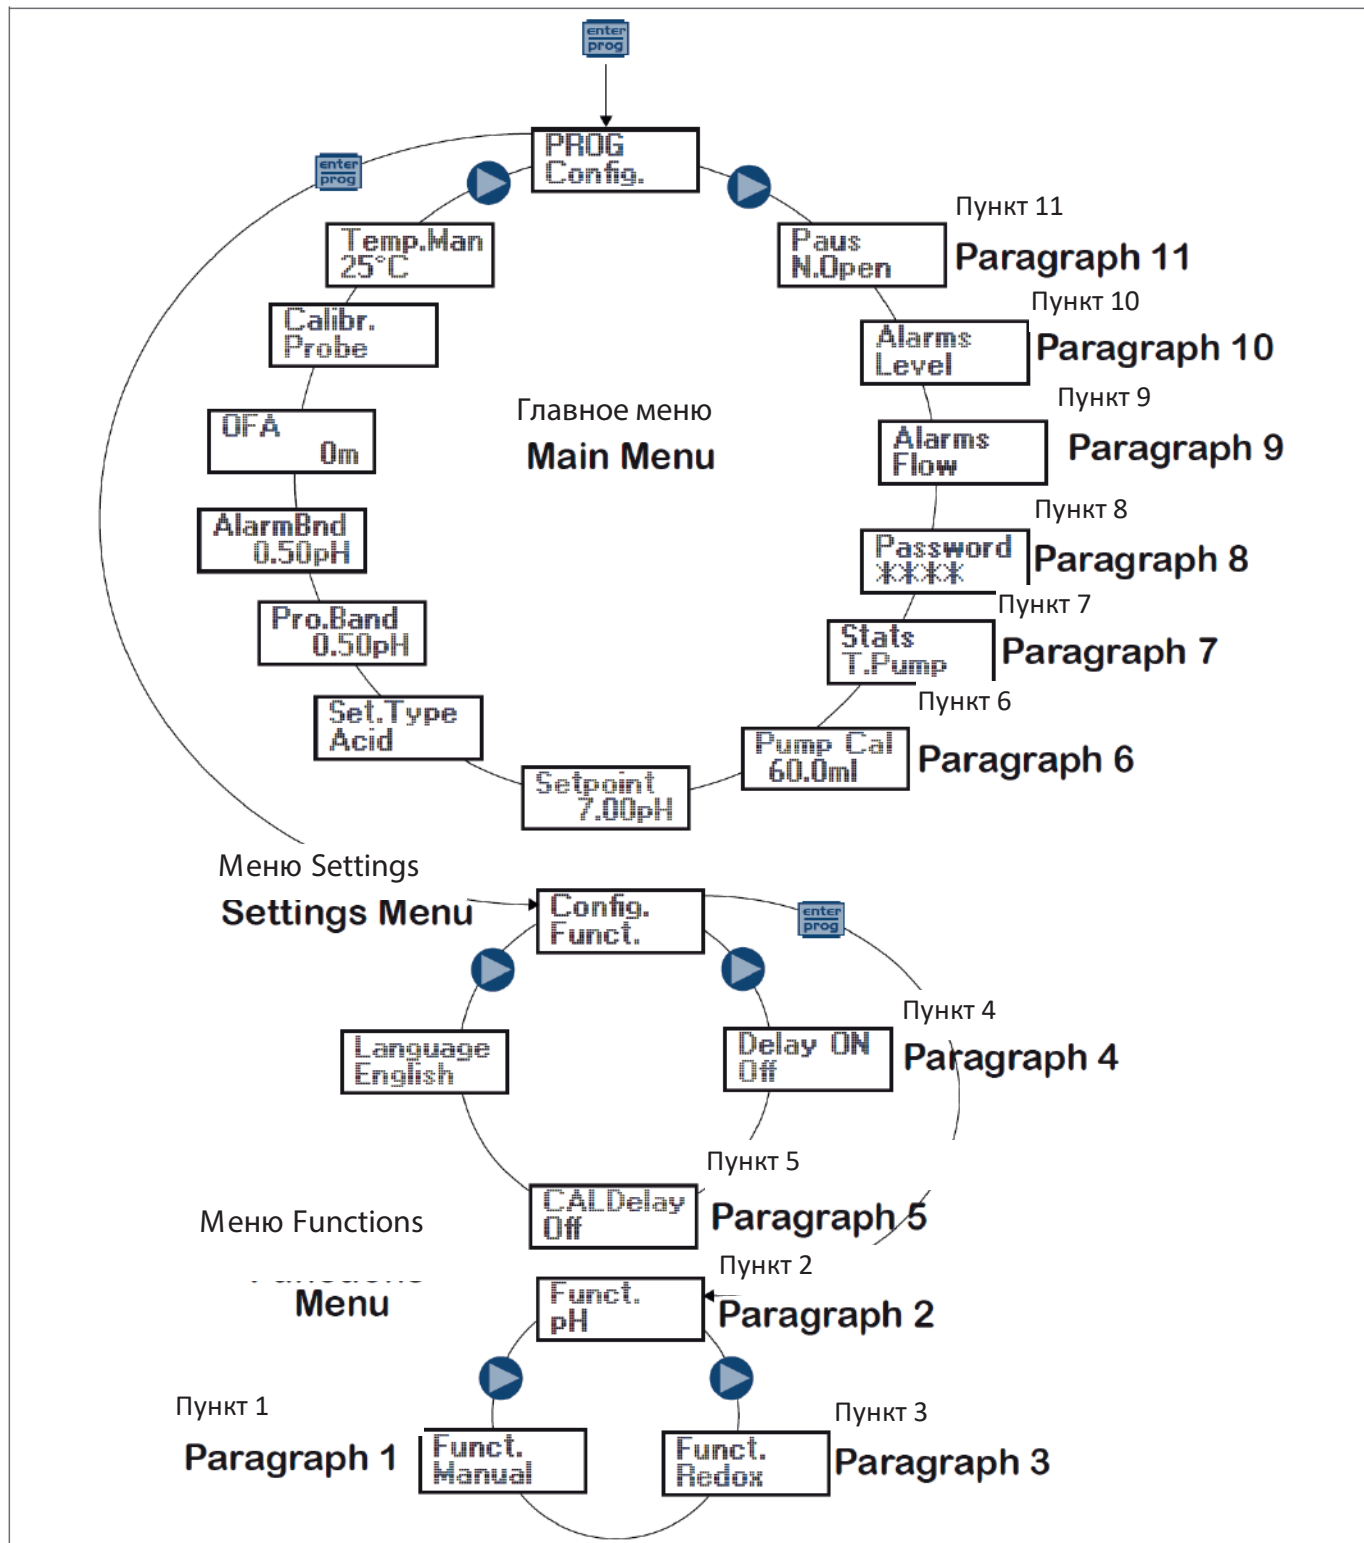 enter
prog
PROG
Config.
enter
prog
Temp.Man
25°C
Paus
N.Open
Пункт 11
Paragraph 11
Calibr.
Probe
Пункт 10
Alarms
Level
Paragraph 10
OFA
0m
Главное меню
Main Menu
Пункт 9
Alarms
Flow
Paragraph 9
AlarmBnd
0.50pH
Пункт 8
Password
****
Paragraph 8
Pro.Band
0.50pH
Пункт 7
Stats
T.Pump
Paragraph 7
Set.Type
Acid
Пункт 6
Pump Cal
60.0ml
Paragraph 6
Setpoint
7.00pH
Меню Settings
Settings Menu
Config.
Funct.
enter
prog
Language
English
Пункт 4
Delay ON
Off
Paragraph 4
Пункт 5
CALDelay
Off
Paragraph 5
Меню Functions
Menu
Пункт 2
Funct.
pH
Paragraph 2
Пункт 1
Paragraph 1
Funct.
Manual
Пункт 3
Funct.
Redox
Paragraph 3